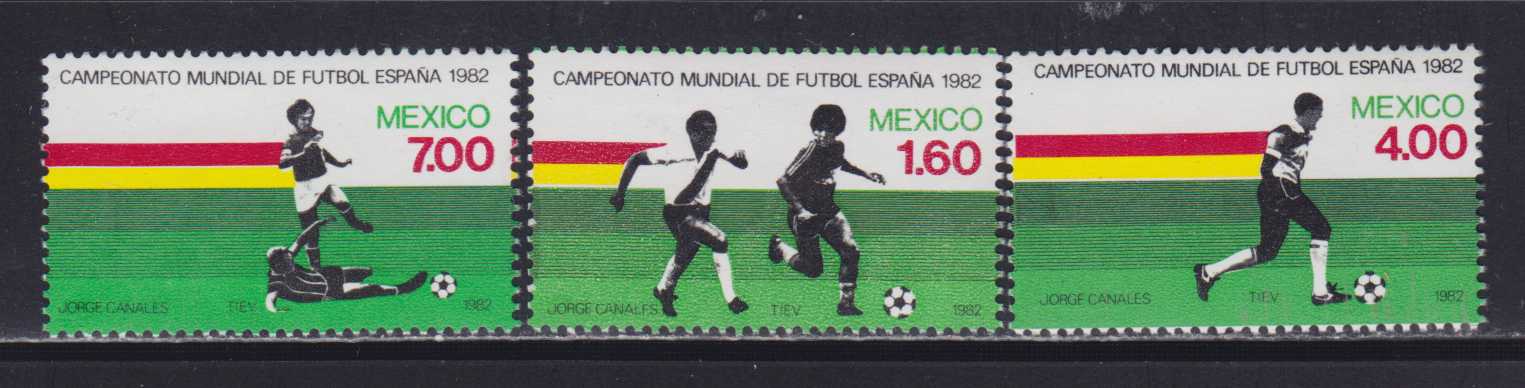 CAMPEONATO MUNDIAL DE FUTBOL ESPAÑA 1982
MEXICO
7.00
JORGE CANALES TIEV 1982
CAMPEONATO MUNDIAL DE FUTBOL ESPAÑA 1982
MEXICO
1.60
JORGE CANALES TIEV 1982
CAMPEONATO MUNDIAL DE FUTBOL ESPAÑA 1982
MEXICO
4.00
JORGE CANALES TIEV 1982